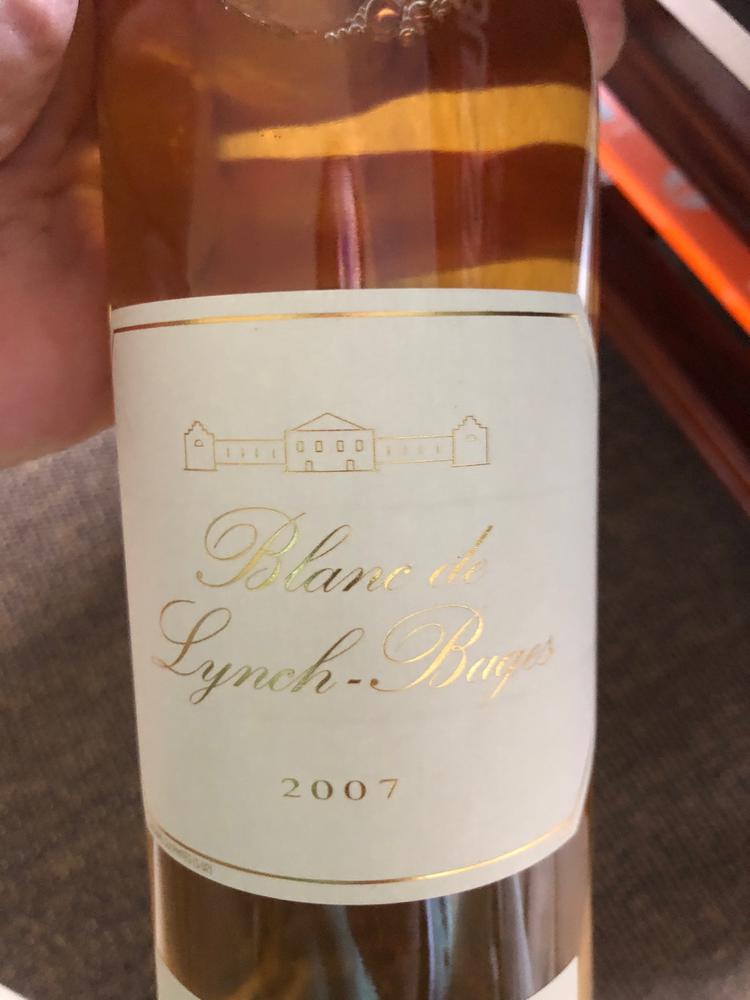 Blanc de
Lynch-Bages
2007